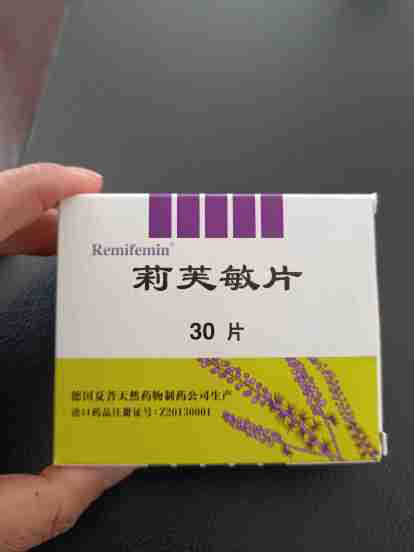 Remifemin®
莉芙敏片
30 片
德国夏菩天然药物制药公司生产
进口药品注册证号:Z20130001